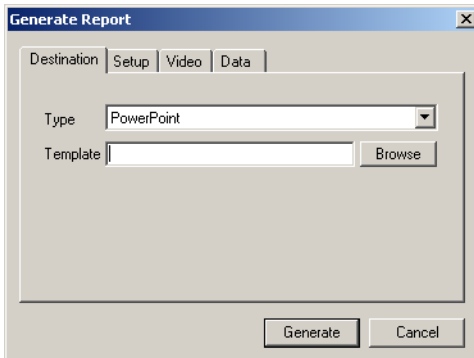 Generate Report
Destination Setup Video Data
Type PowerPoint
Template Browse
Generate Cancel